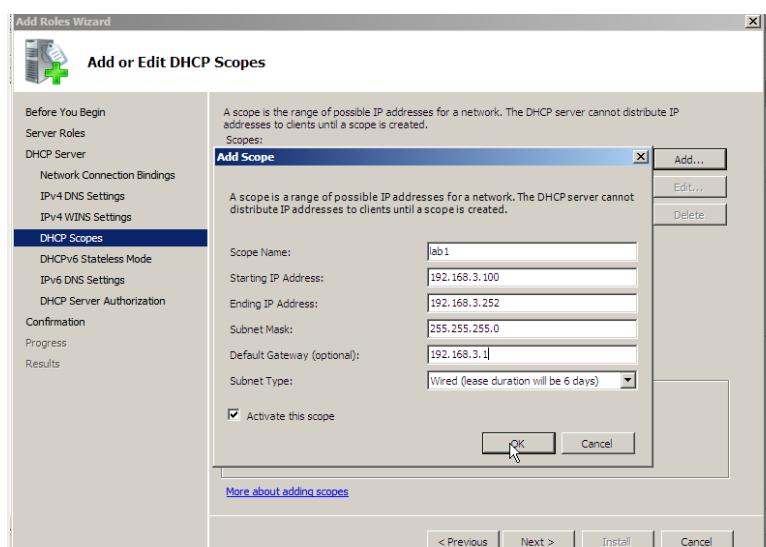 Add Roles Wizard
Add or Edit DHCP Scopes
Before You Begin
Server Roles
DHCP Server
Network Connection Bindings
IPv4 DNS Settings
IPv4 WINS Settings
DHCP Scopes
DHCPv6 Stateless Mode
IPv6 DNS Settings
DHCP Server Authorization
Confirmation
Progress
Results
A scope is the range of possible IP addresses for a network. The DHCP server cannot distribute IP
addresses to clients until a scope is created.
Scopes:
Add...
Edit...
Delete
Add Scope
A scope is a range of possible IP addresses for a network. The DHCP server cannot
distribute IP addresses to clients until a scope is created.
Scope Name: lab1
Starting IP Address: 192.168.3.100
Ending IP Address: 192.168.3.252
Subnet Mask: 255.255.255.0
Default Gateway (optional): 192.168.3.1
Subnet Type: Wired (lease duration will be 6 days)
Activate this scope
OK Cancel
More about adding scopes
< Previous Next > Install Cancel